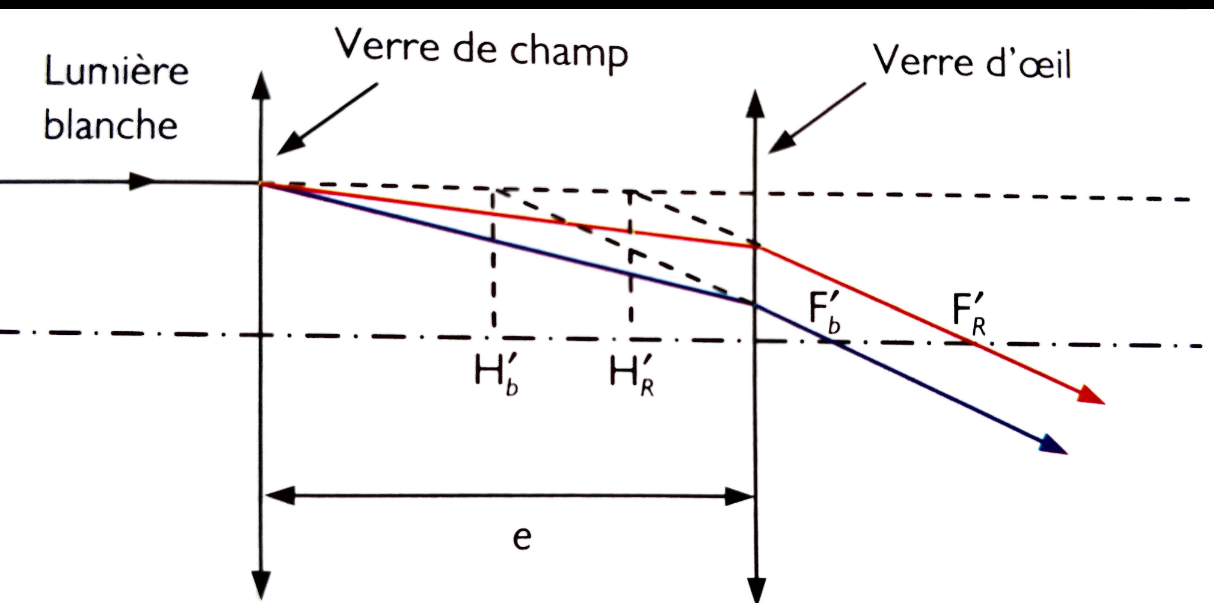 Lumière
blanche
Verre de champ
Verre d'œil
F′b
F′R
H′b
H′R
e